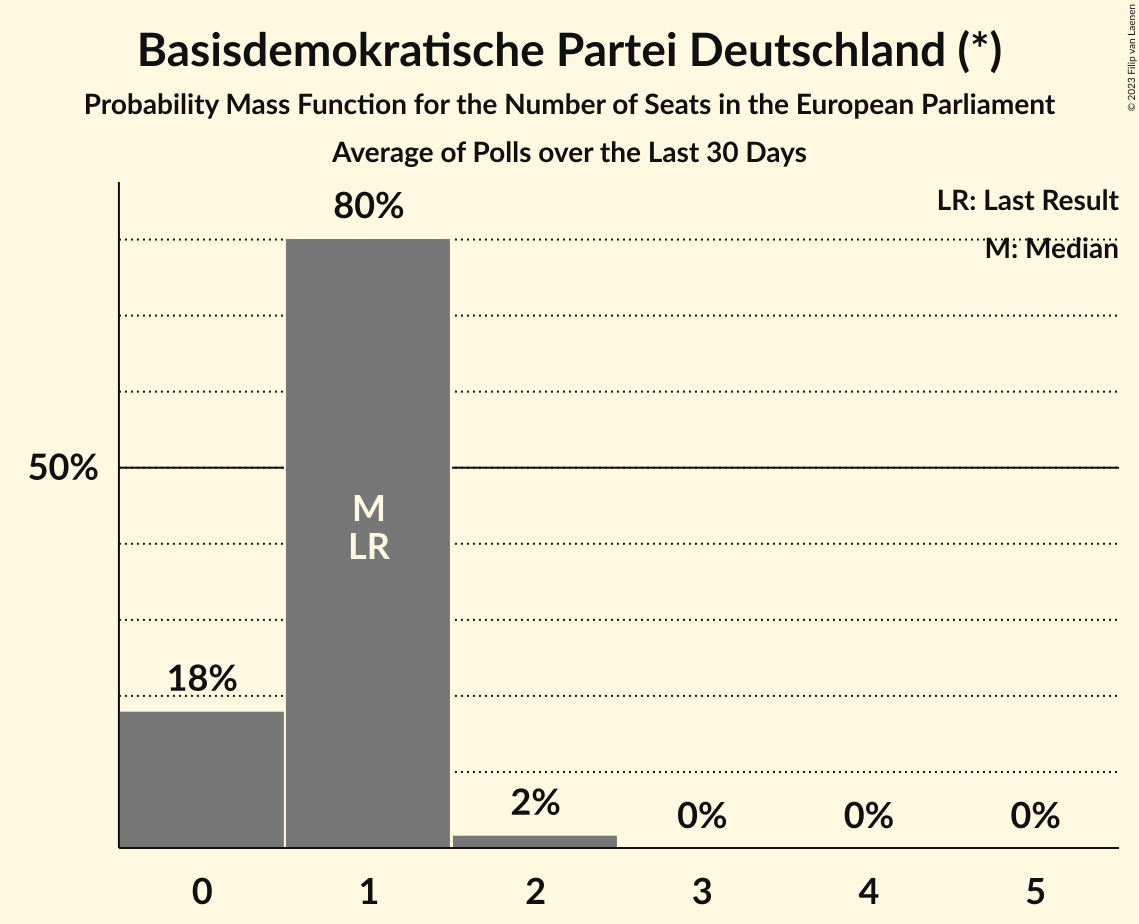 Basisdemokratische Partei Deutschland (*)
Probability Mass Function for the Number of Seats in the European Parliament
Average of Polls over the Last 30 Days
© 2023 Filip van Laenen
LR: Last Result
M: Median
80%
50%
M
LR
18%
2%
0%
0%
0%
0
1
2
3
4
5